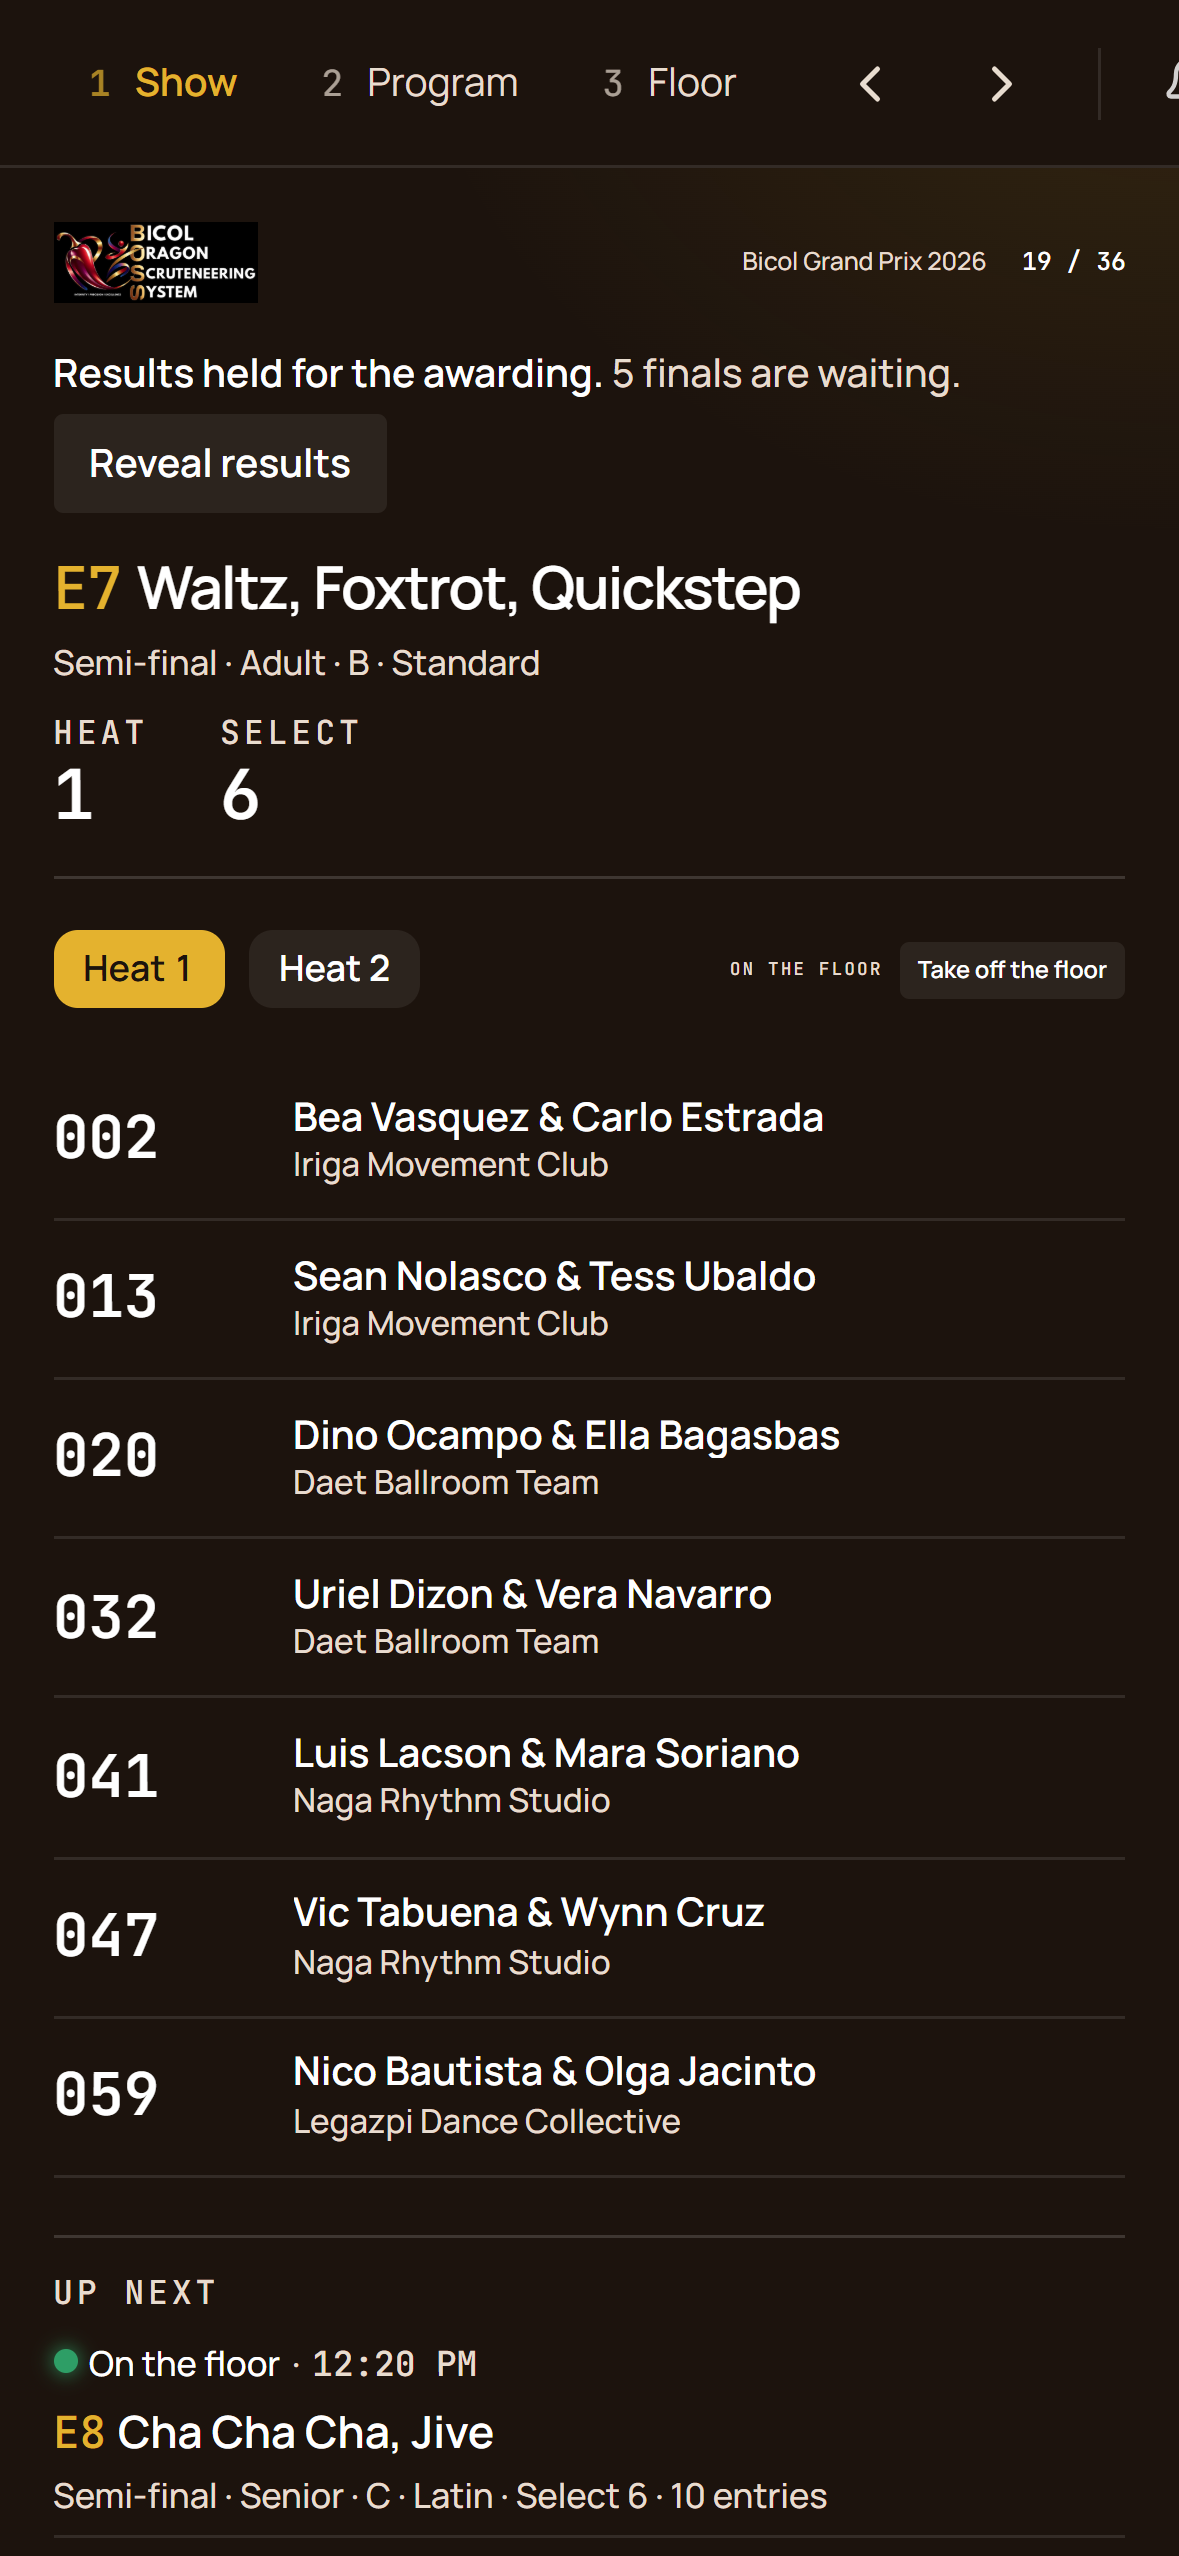 1 Show 2 Program 3 Floor
BICOL
DRAGON
SCRUTENEERING
SYSTEM
Bicol Grand Prix 2026 19 / 36
Results held for the awarding. 5 finals are waiting.
Reveal results
E7 Waltz, Foxtrot, Quickstep
Semi-final · Adult · B · Standard
HEAT SELECT
1 6
Heat 1 Heat 2 ON THE FLOOR Take off the floor
002 Bea Vasquez & Carlo Estrada
Iriga Movement Club
013 Sean Nolasco & Tess Ubaldo
Iriga Movement Club
020 Dino Ocampo & Ella Bagasbas
Daet Ballroom Team
032 Uriel Dizon & Vera Navarro
Daet Ballroom Team
041 Luis Lacson & Mara Soriano
Naga Rhythm Studio
047 Vic Tabuena & Wynn Cruz
Naga Rhythm Studio
059 Nico Bautista & Olga Jacinto
Legazpi Dance Collective
UP NEXT
On the floor · 12:20 PM
E8 Cha Cha Cha, Jive
Semi-final · Senior · C · Latin · Select 6 · 10 entries